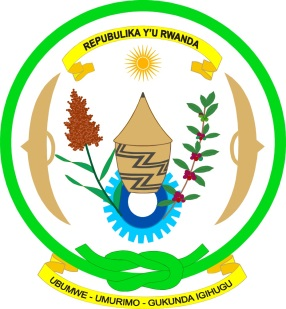 REPUBULIKA Y'U RWANDA
UBUMWE - UMURIMO - GUKUNDA IGIHUGU